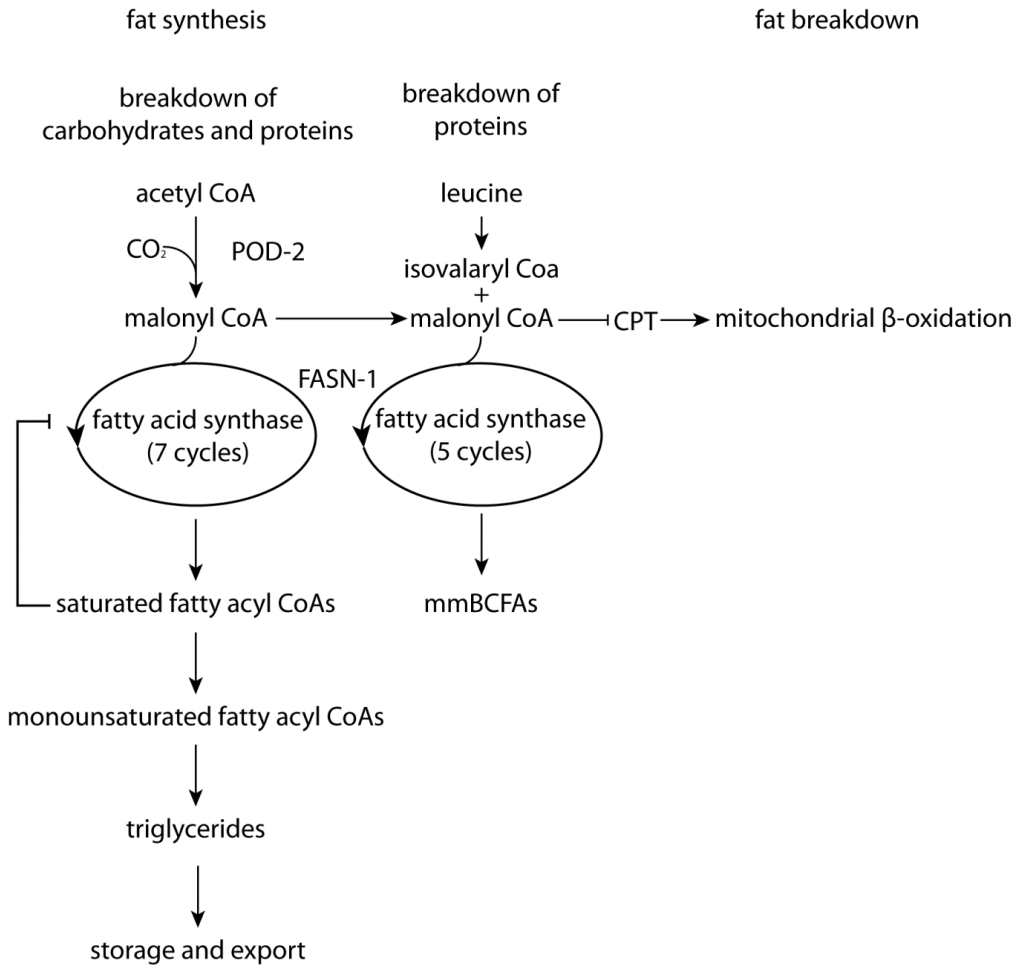 fat synthesis
fat breakdown
breakdown of
carbohydrates and proteins
breakdown of
proteins
acetyl CoA
leucine
CO₂
POD-2
isovalaryl Coa
+
malonyl CoA
malonyl CoA
CPT
mitochondrial β-oxidation
FASN-1
fatty acid synthase
(7 cycles)
fatty acid synthase
(5 cycles)
saturated fatty acyl CoAs
mmBCFAs
monounsaturated fatty acyl CoAs
triglycerides
storage and export